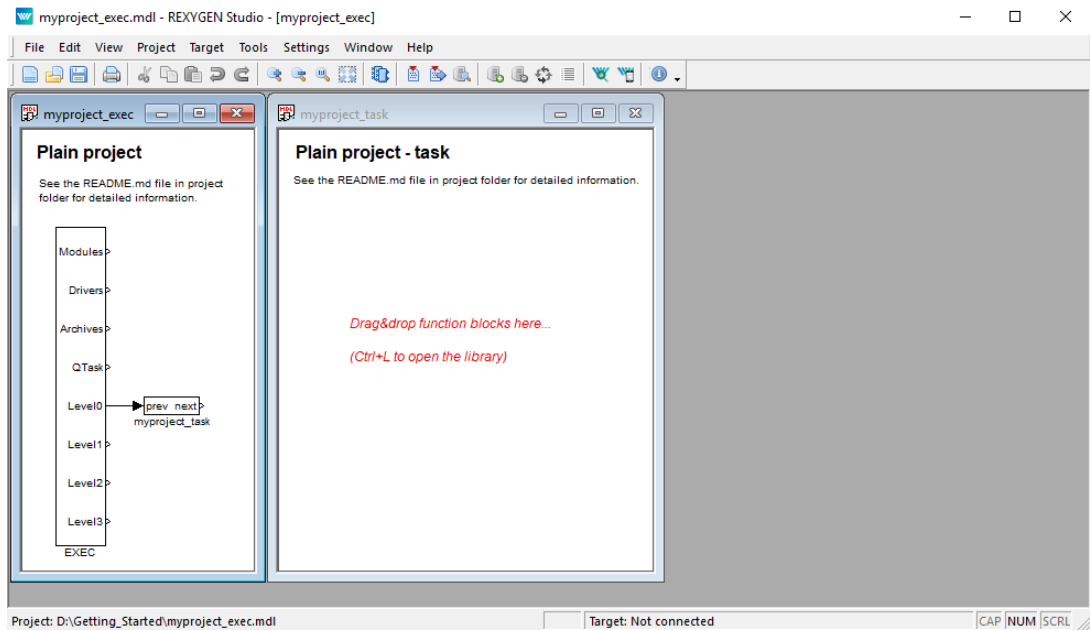 myproject_exec.mdl - REXYGEN Studio - [myproject_exec]
File Edit View Project Target Tools Settings Window Help
myproject_exec
Plain project
See the README.md file in project
folder for detailed information.
Modules
Drivers
Archives
QTask
Level0
prev next
myproject_task
Level1
Level2
Level3
EXEC
myproject_task
Plain project - task
See the README.md file in project folder for detailed information.
Drag&drop function blocks here...
(Ctrl+L to open the library)
Project: D:\Getting_Started\myproject_exec.mdl
Target: Not connected
CAP NUM SCRL